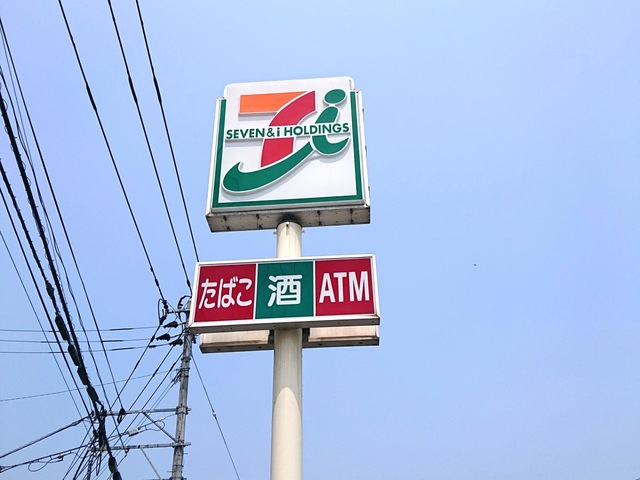 SEVEN & i HOLDINGS
たばこ 酒 ATM